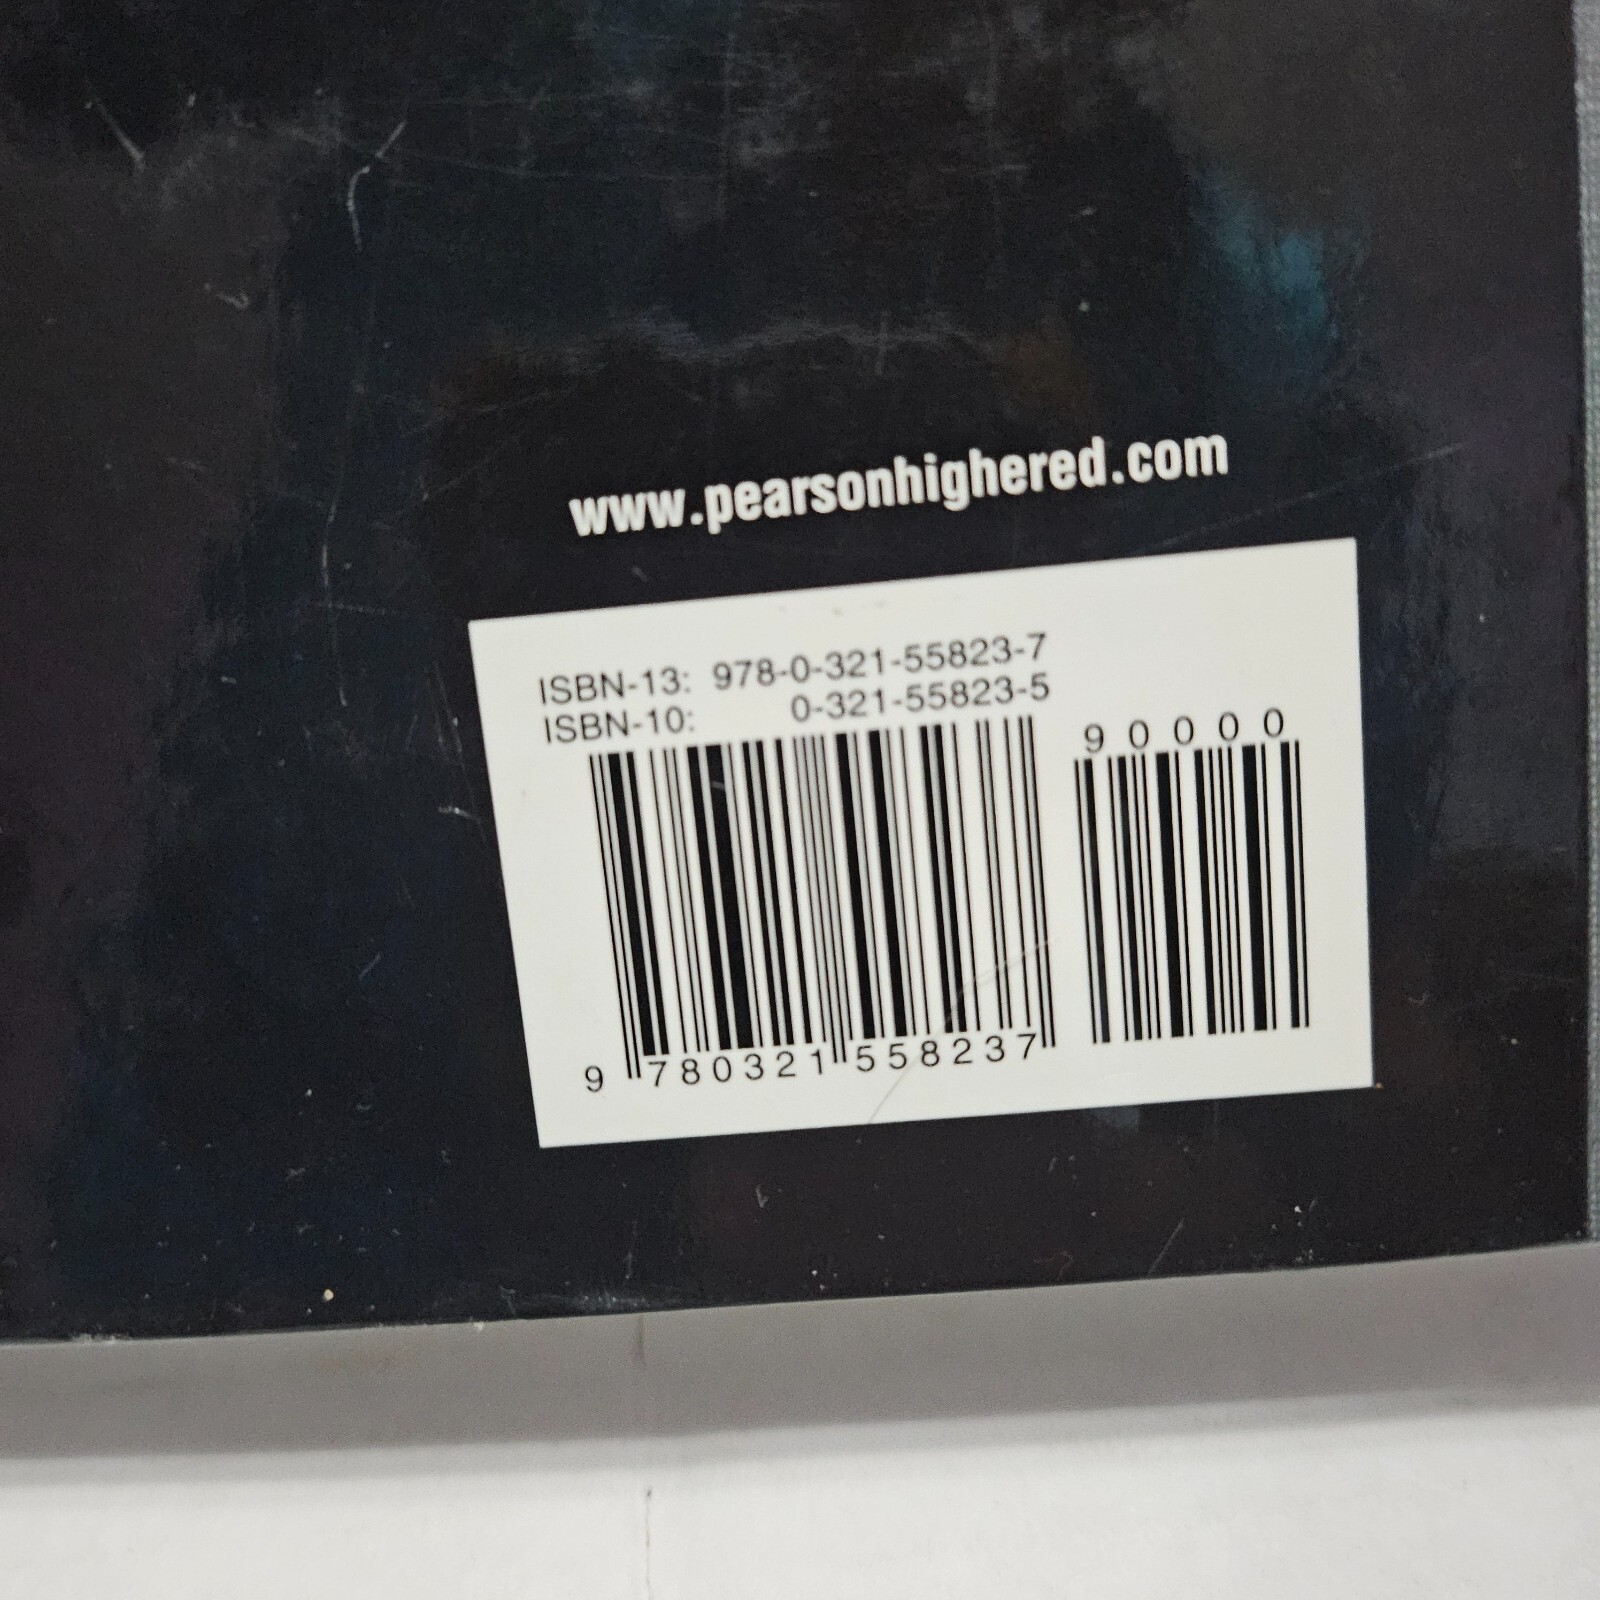 www.pearsonhighered.com
ISBN-13: 978-0-321-55823-7
ISBN-10: 0-321-55823-5
90000
9 780321 558237